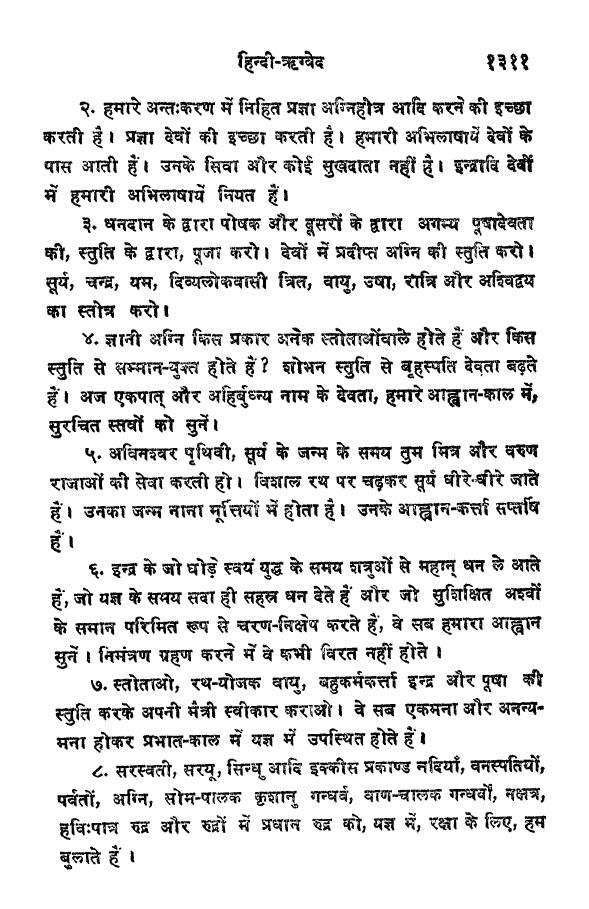 हिन्दी-ऋग्वेद १३११
२. हमारे अन्तःकरण में निहित प्रज्ञा अग्निहोत्र आदि करने की इच्छा
करती है। प्रज्ञा देवों की इच्छा करती है। हमारी अभिलाषायें देवों के
पास आती हैं। उनके सिवा और कोई सुखदाता नहीं है। इन्द्रादि देवों
में हमारी अभिलाषायें नियत हैं।
३. धनदान के द्वारा पोषक और दूसरों के द्वारा अगम्य पूषादेवता
की, स्तुति के द्वारा, पूजा करो। देवों में प्रदीप्त अग्नि की स्तुति करो।
सूर्य, चन्द्र, यम, दिव्यलोकवासी त्रित, वायु, उषा, रात्रि और अश्विद्वय
का स्तोत्र करो।
४. ज्ञानी अग्नि किस प्रकार अनेक स्तोताओंवाले होते हैं और किस
स्तुति से सम्मान-युक्त होते हैं? शोभन स्तुति से बृहस्पति देवता बढ़ते
हैं। अज एकपात् और अहिर्बुध्न्य नाम के देवता, हमारे आह्वान-काल में,
सुरचित स्तवों को सुनें।
५. अविनश्वर पृथिवी, सूर्य के जन्म के समय तुम मित्र और वरुण
राजाओं की सेवा करती हो। विशाल रथ पर चढ़कर सूर्य धीरे-धीरे जाते
हैं। उनका जन्म नाना मूर्त्तियों में होता है। उनके आह्वान-कर्त्ता सप्तर्षि
हैं।
६. इन्द्र के जो घोड़े स्वयं युद्ध के समय शत्रुओं से महान् धन ले आते
हैं, जो यज्ञ के समय सदा ही सहस्र धन देते हैं और जो सुशिक्षित अश्वों
के समान परिमित रूप से चरण-निक्षेप करते हैं, वे सब हमारा आह्वान
सुनें। निमंत्रण ग्रहण करने में वे कभी विरत नहीं होते।
७. स्तोताओ, रथ-योजक वायु, बहुकर्मकर्त्ता इन्द्र और पूषा की
स्तुति करके अपनी मैत्री स्वीकार कराओ। वे सब एकमना और अनन्य-
मना होकर प्रभात-काल में यज्ञ में उपस्थित होते हैं।
८. सरस्वती, सरयू, सिन्धु आदि इक्कीस प्रकाण्ड नदियाँ, वनस्पतियों,
पर्वतों, अग्नि, सोम-पालक कृशानु गन्धर्व, वाण-चालक गन्धर्वों, नक्षत्र,
हविःपात्र रुद्र और रुद्रों में प्रधान रुद्र को, यज्ञ में, रक्षा के लिए, हम
बुलाते हैं।